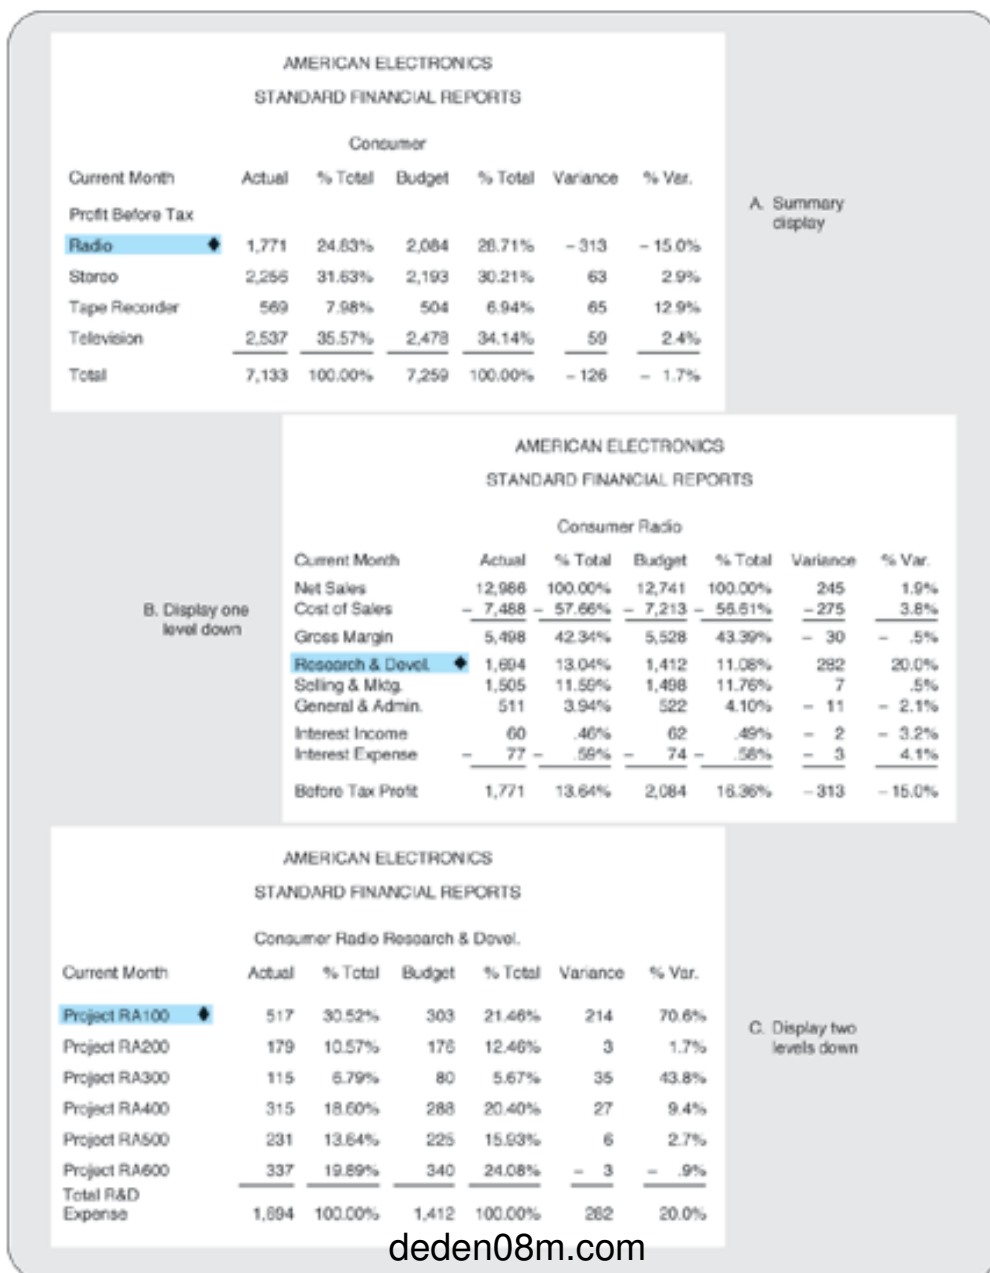 AMERICAN ELECTRONICS
STANDARD FINANCIAL REPORTS
Consumer
Current Month Actual % Total Budget % Total Variance % Var.
Profit Before Tax
Radio 1,771 24.83% 2,084 28.71% – 313 – 15.0%
Stereo 2,256 31.63% 2,193 30.21% 63 2.9%
Tape Recorder 569 7.98% 504 6.94% 65 12.9%
Television 2,537 35.57% 2,478 34.14% 59 2.4%
Total 7,133 100.00% 7,259 100.00% – 126 – 1.7%
A. Summary
display
AMERICAN ELECTRONICS
STANDARD FINANCIAL REPORTS
Consumer Radio
Current Month Actual % Total Budget % Total Variance % Var.
Net Sales 12,986 100.00% 12,741 100.00% 245 1.9%
Cost of Sales – 7,488 – 57.66% – 7,213 – 56.61% – 275 3.8%
Gross Margin 5,498 42.34% 5,528 43.39% – 30 – .5%
Research & Devel. 1,694 13.04% 1,412 11.08% 282 20.0%
Selling & Mktg. 1,505 11.59% 1,498 11.76% 7 .5%
General & Admin. 511 3.94% 522 4.10% – 11 – 2.1%
Interest Income 60 .46% 62 .49% – 2 – 3.2%
Interest Expense – 77 – .59% – 74 – .58% – 3 4.1%
Before Tax Profit 1,771 13.64% 2,084 16.36% – 313 – 15.0%
B. Display one
level down
AMERICAN ELECTRONICS
STANDARD FINANCIAL REPORTS
Consumer Radio Research & Devel.
Current Month Actual % Total Budget % Total Variance % Var.
Project RA100 517 30.52% 303 21.46% 214 70.6%
Project RA200 179 10.57% 176 12.46% 3 1.7%
Project RA300 115 6.79% 80 5.67% 35 43.8%
Project RA400 315 18.60% 288 20.40% 27 9.4%
Project RA500 231 13.64% 225 15.93% 6 2.7%
Project RA600 337 19.89% 340 24.08% – 3 – .9%
Total R&D
Expense 1,694 100.00% 1,412 100.00% 282 20.0%
C. Display two
levels down
deden08m.com